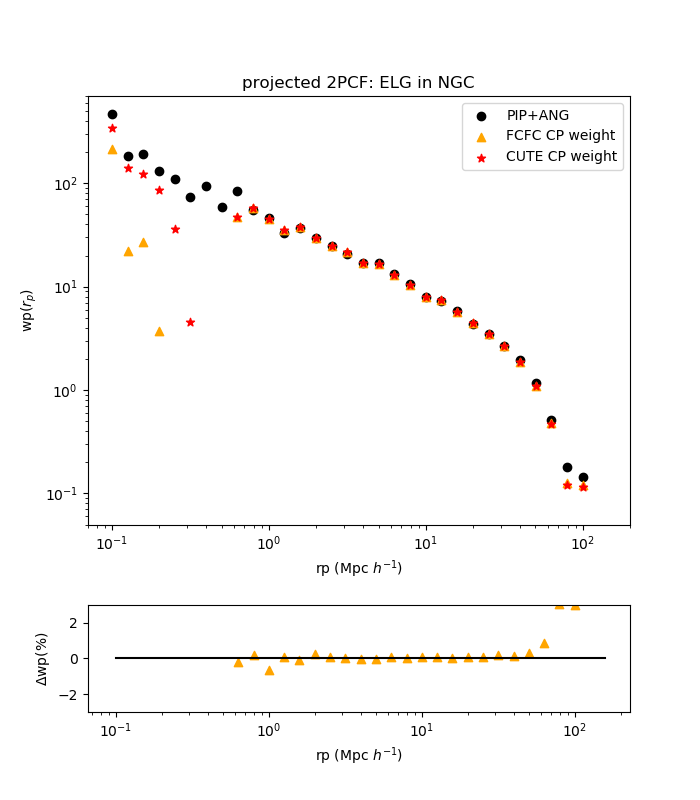 projected 2PCF: ELG in NGC
PIP+ANG
FCFC CP weight
CUTE CP weight
wp(r_p)
10^2
10^1
10^0
10^−1
10^−1 10^0 10^1 10^2
rp (Mpc h^−1)
Δwp(%)
2
0
−2
10^−1 10^0 10^1 10^2
rp (Mpc h^−1)